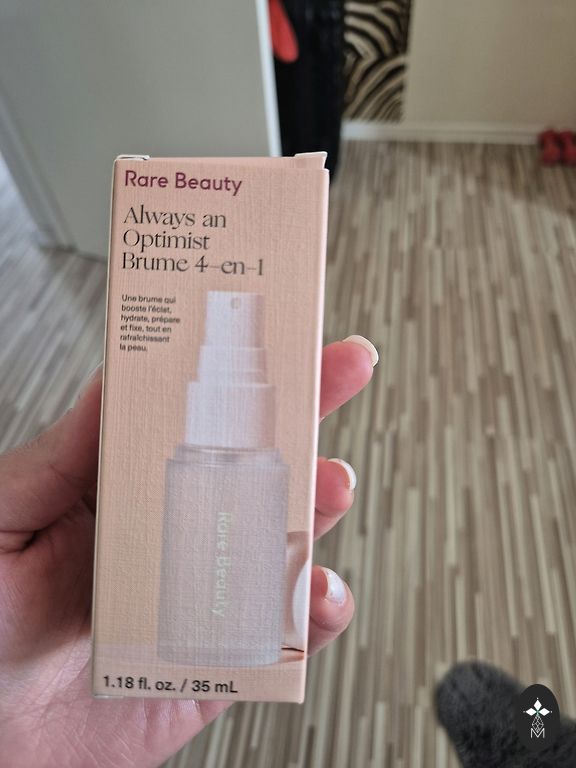 Rare Beauty
Always an
Optimist
Brume 4-en-1
Une brume qui
booste l'éclat,
hydrate, prépare
et fixe, tout en
rafraîchissant
la peau.
Rare Beauty
1.18 fl. oz. / 35 mL
M